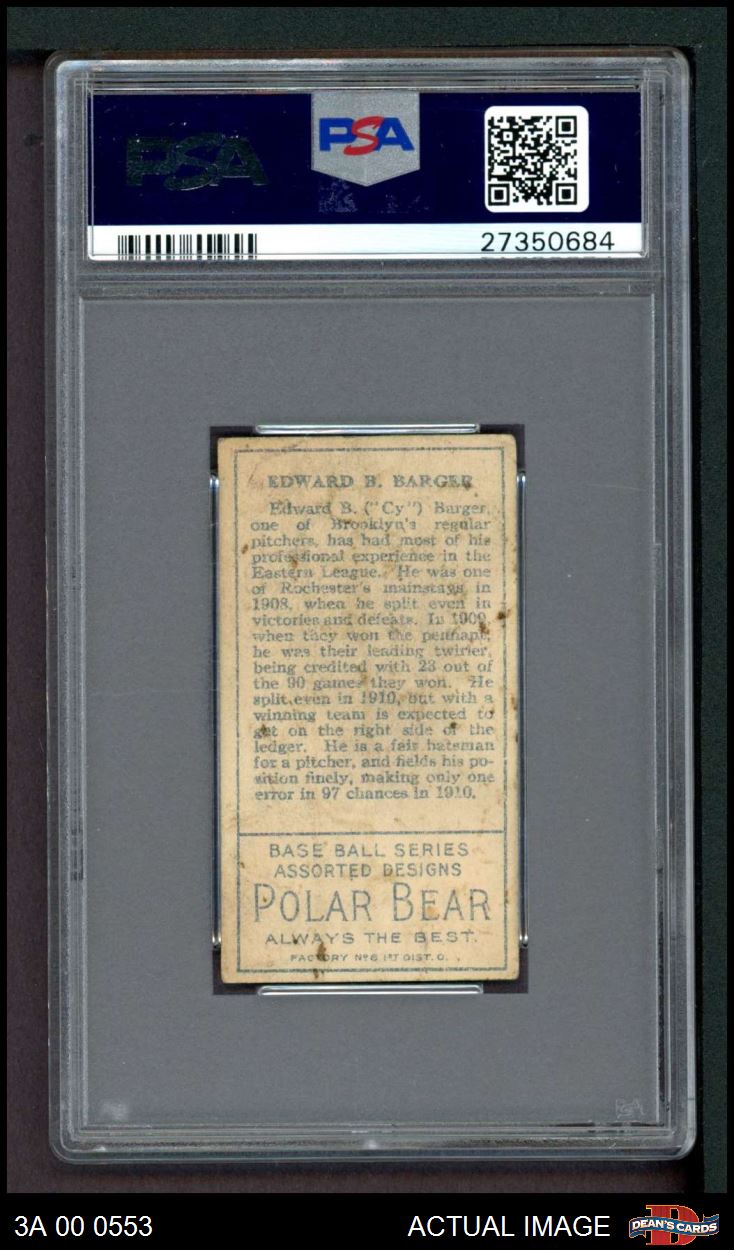 PSA
PSA
27350684
EDWARD B. BARGER
Edward B. ("Cy") Barger,
one of Brooklyn's regular
pitchers, has had most of his
professional experience in the
Eastern League. He was one
of Rochester's mainstays in
1908, when he split even in
victories and defeats. In 1909,
when they won the pennant,
he was their leading twirler,
being credited with 23 out of
the 90 games they won. He
split even in 1910, but with a
winning team is expected to
get on the right side of the
ledger. He is a fair batsman
for a pitcher, and fields his po-
sition finely, making only one
error in 97 chances in 1910.
BASE BALL SERIES
ASSORTED DESIGNS
POLAR BEAR
ALWAYS THE BEST.
FACTORY Nº 6 1ST DIST. O.
3A 00 0553
ACTUAL IMAGE
DEAN'S CARDS